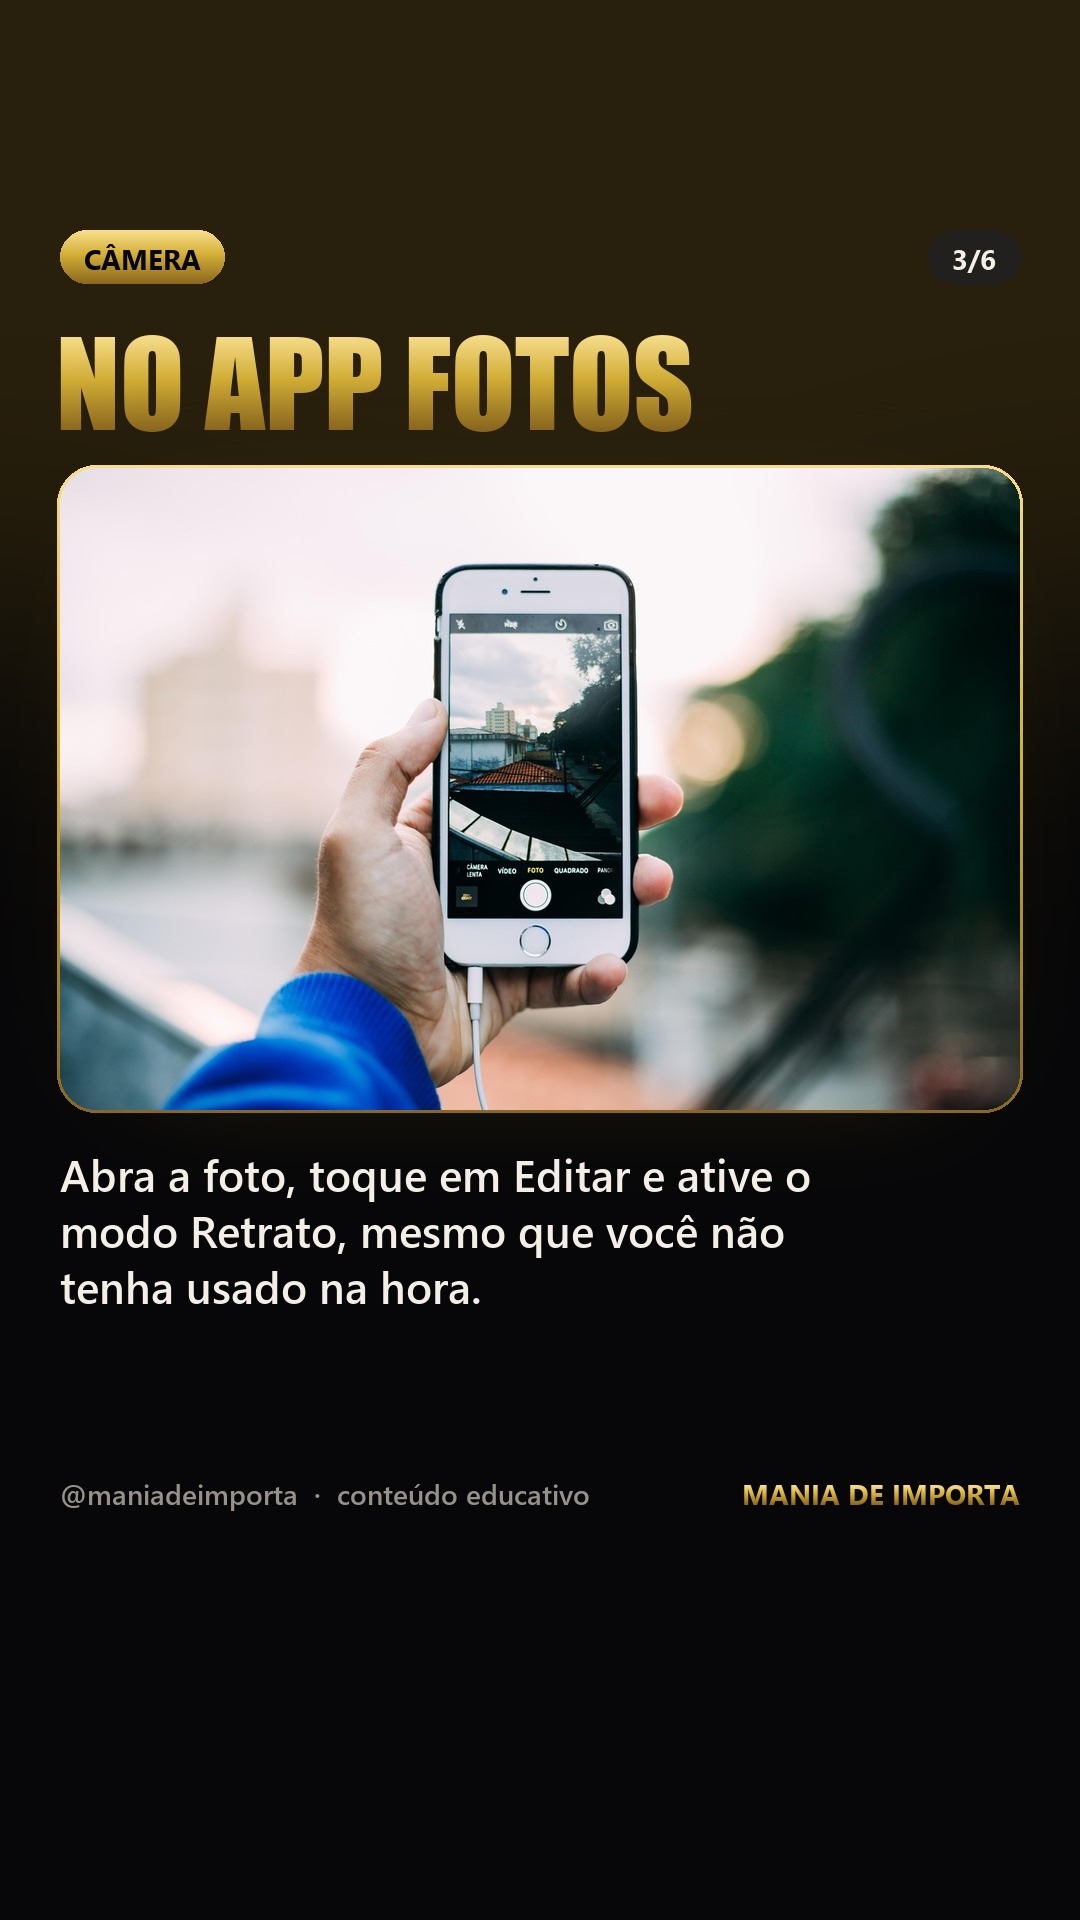 CÂMERA
3/6
NO APP FOTOS
CÂMERA
LENTA
VÍDEO
FOTO
QUADRADO
Abra a foto, toque em Editar e ative o
modo Retrato, mesmo que você não
tenha usado na hora.
@maniadeimporta · conteúdo educativo
MANIA DE IMPORTA